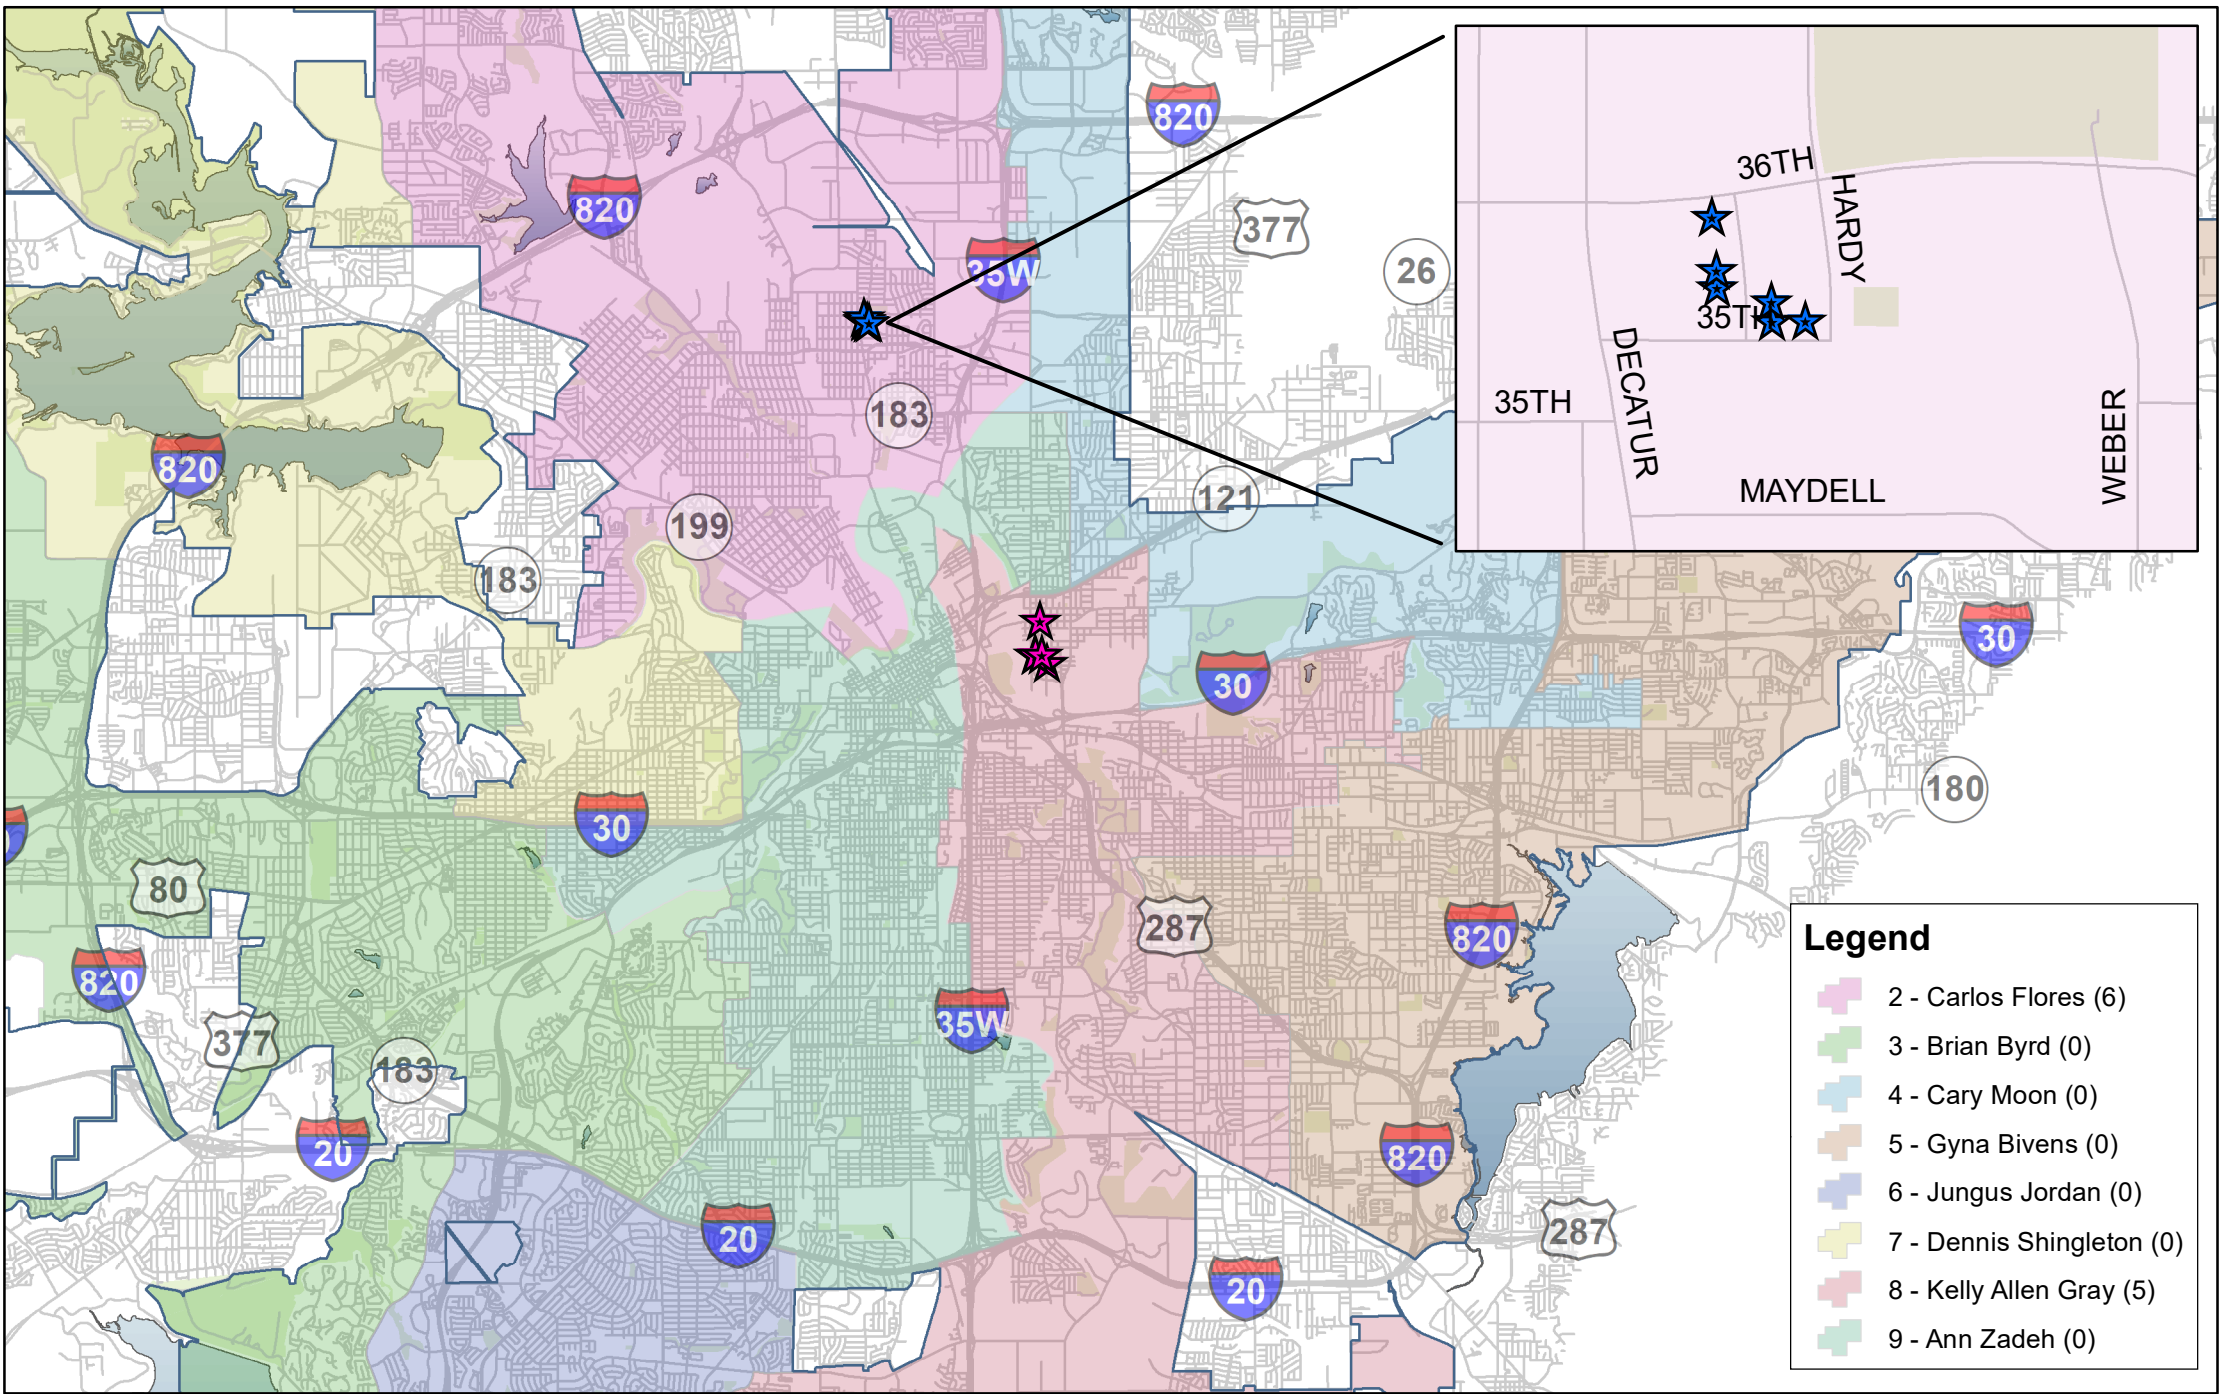 820
36TH
HARDY
35TH
DECATUR
35TH
MAYDELL
WEBER
820
377
26
35W
183
820
121
199
183
30
30
180
30
80
287
820
820
377
35W
183
20
820
20
287
20
Legend
2 - Carlos Flores (6)
3 - Brian Byrd (0)
4 - Cary Moon (0)
5 - Gyna Bivens (0)
6 - Jungus Jordan (0)
7 - Dennis Shingleton (0)
8 - Kelly Allen Gray (5)
9 - Ann Zadeh (0)